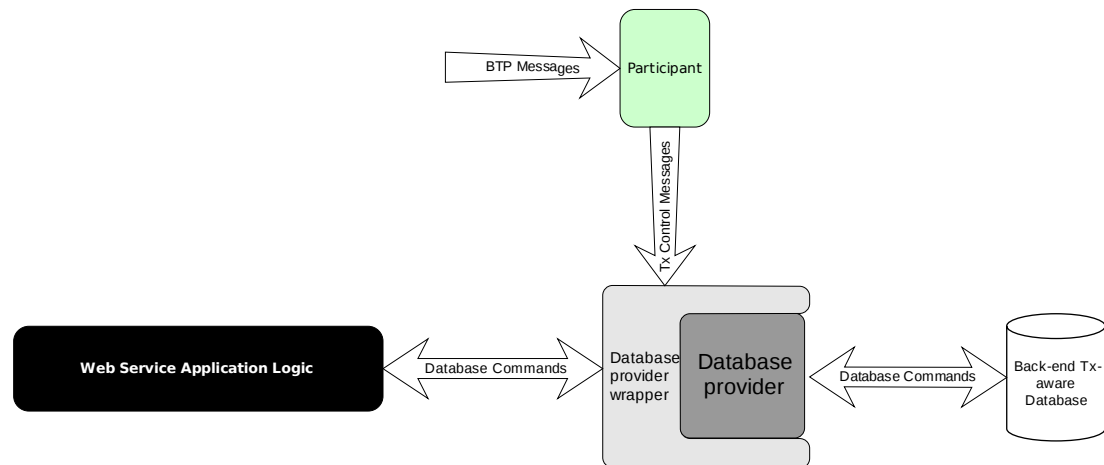 BTP Messages
Participant
Tx Control Messages
Web Service Application Logic
Database Commands
Database
provider
wrapper
Database
provider
Database Commands
Back-end Tx-
aware
Database